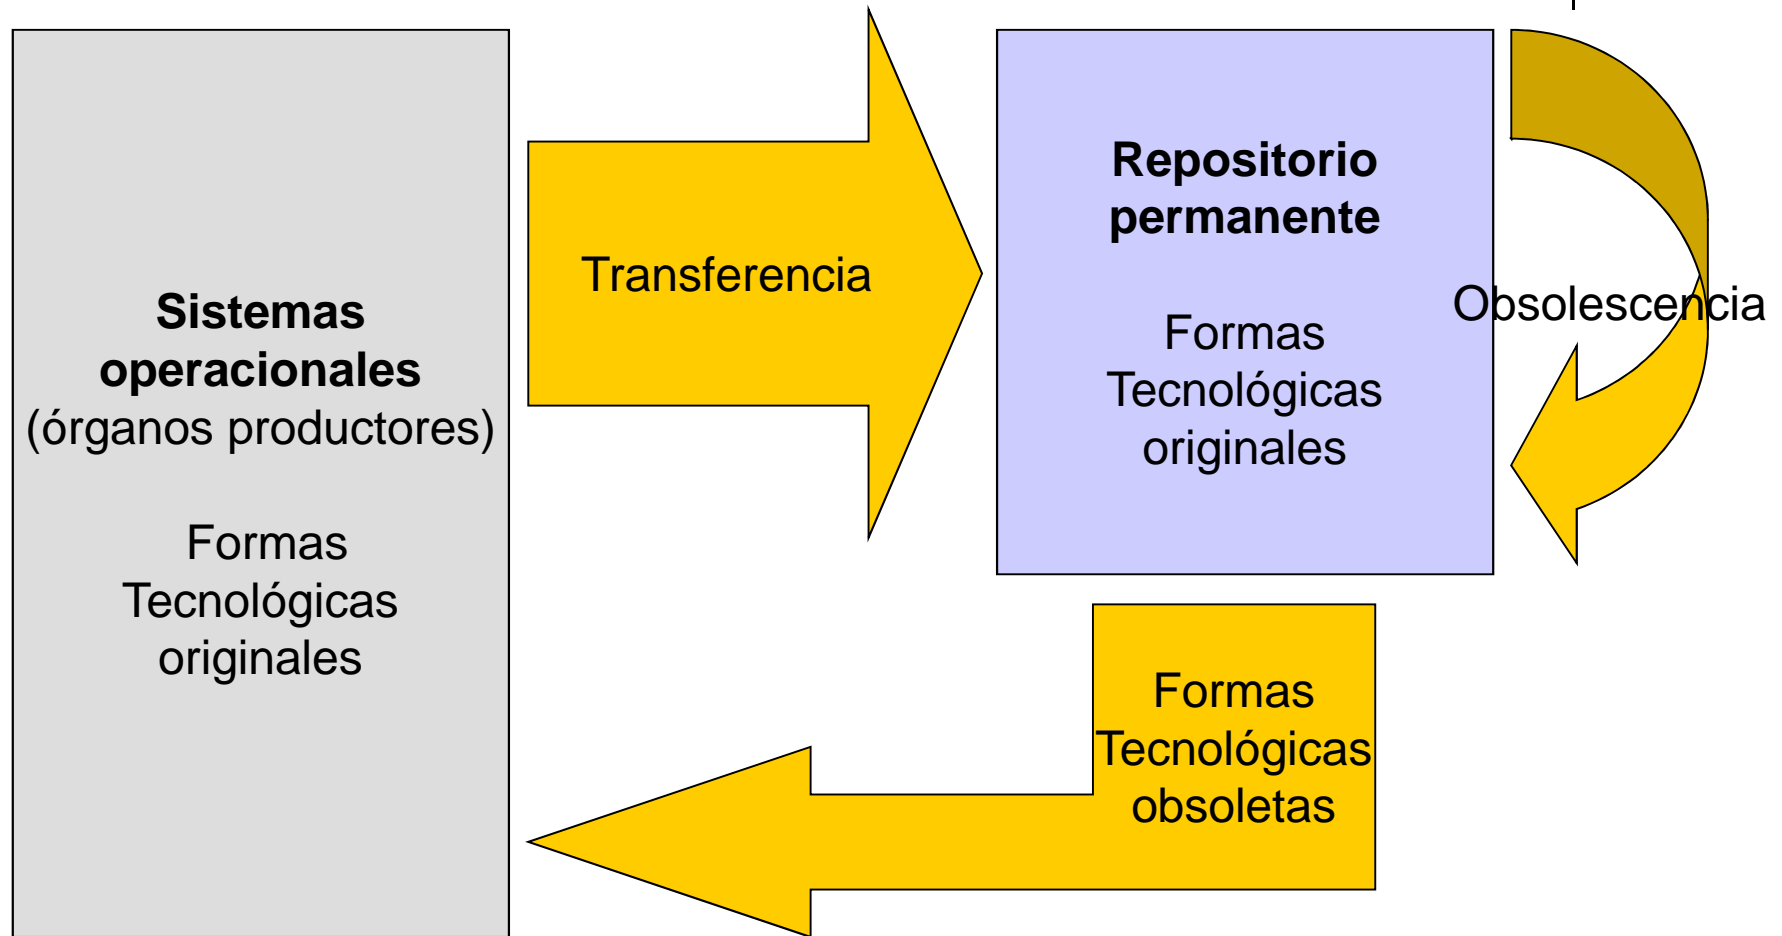 Sistemas
operacionales
(órganos productores)
Formas
Tecnológicas
originales
Transferencia
Repositorio
permanente
Formas
Tecnológicas
originales
Obsolescencia
Formas
Tecnológicas
obsoletas